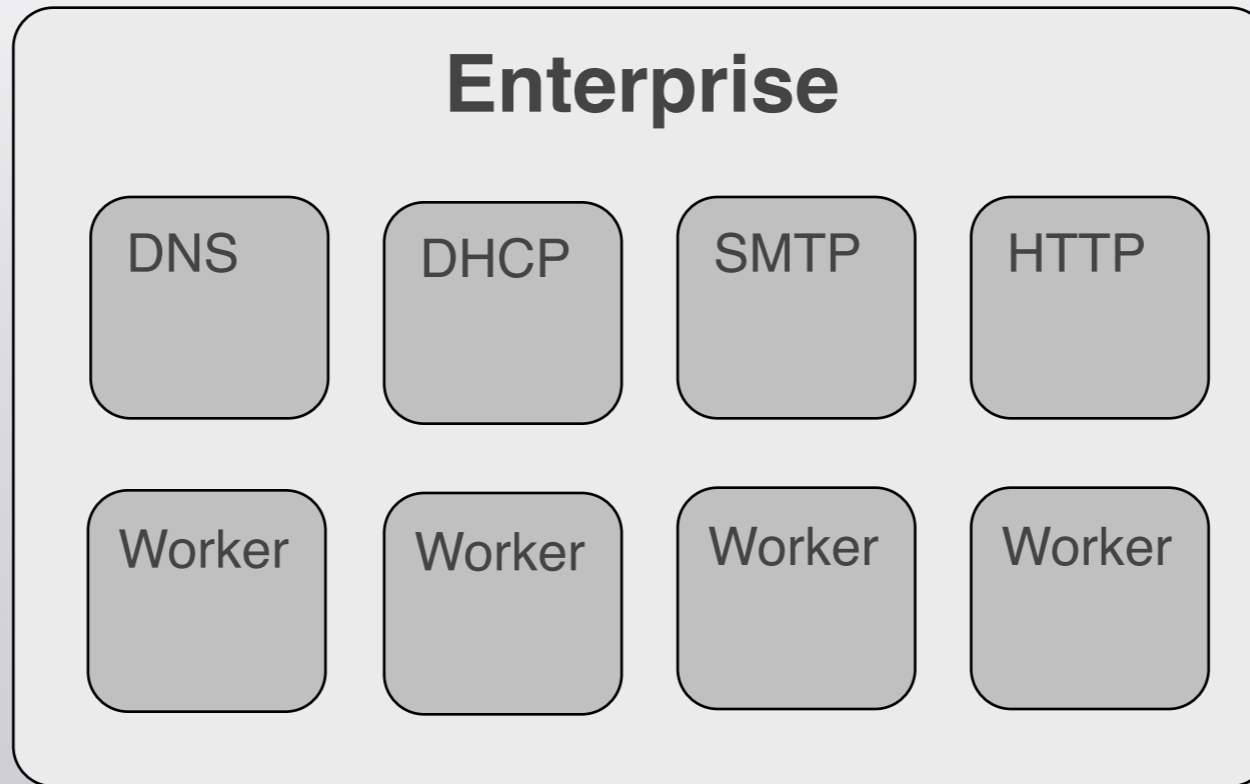 Enterprise
DNS
DHCP
SMTP
HTTP
Worker
Worker
Worker
Worker